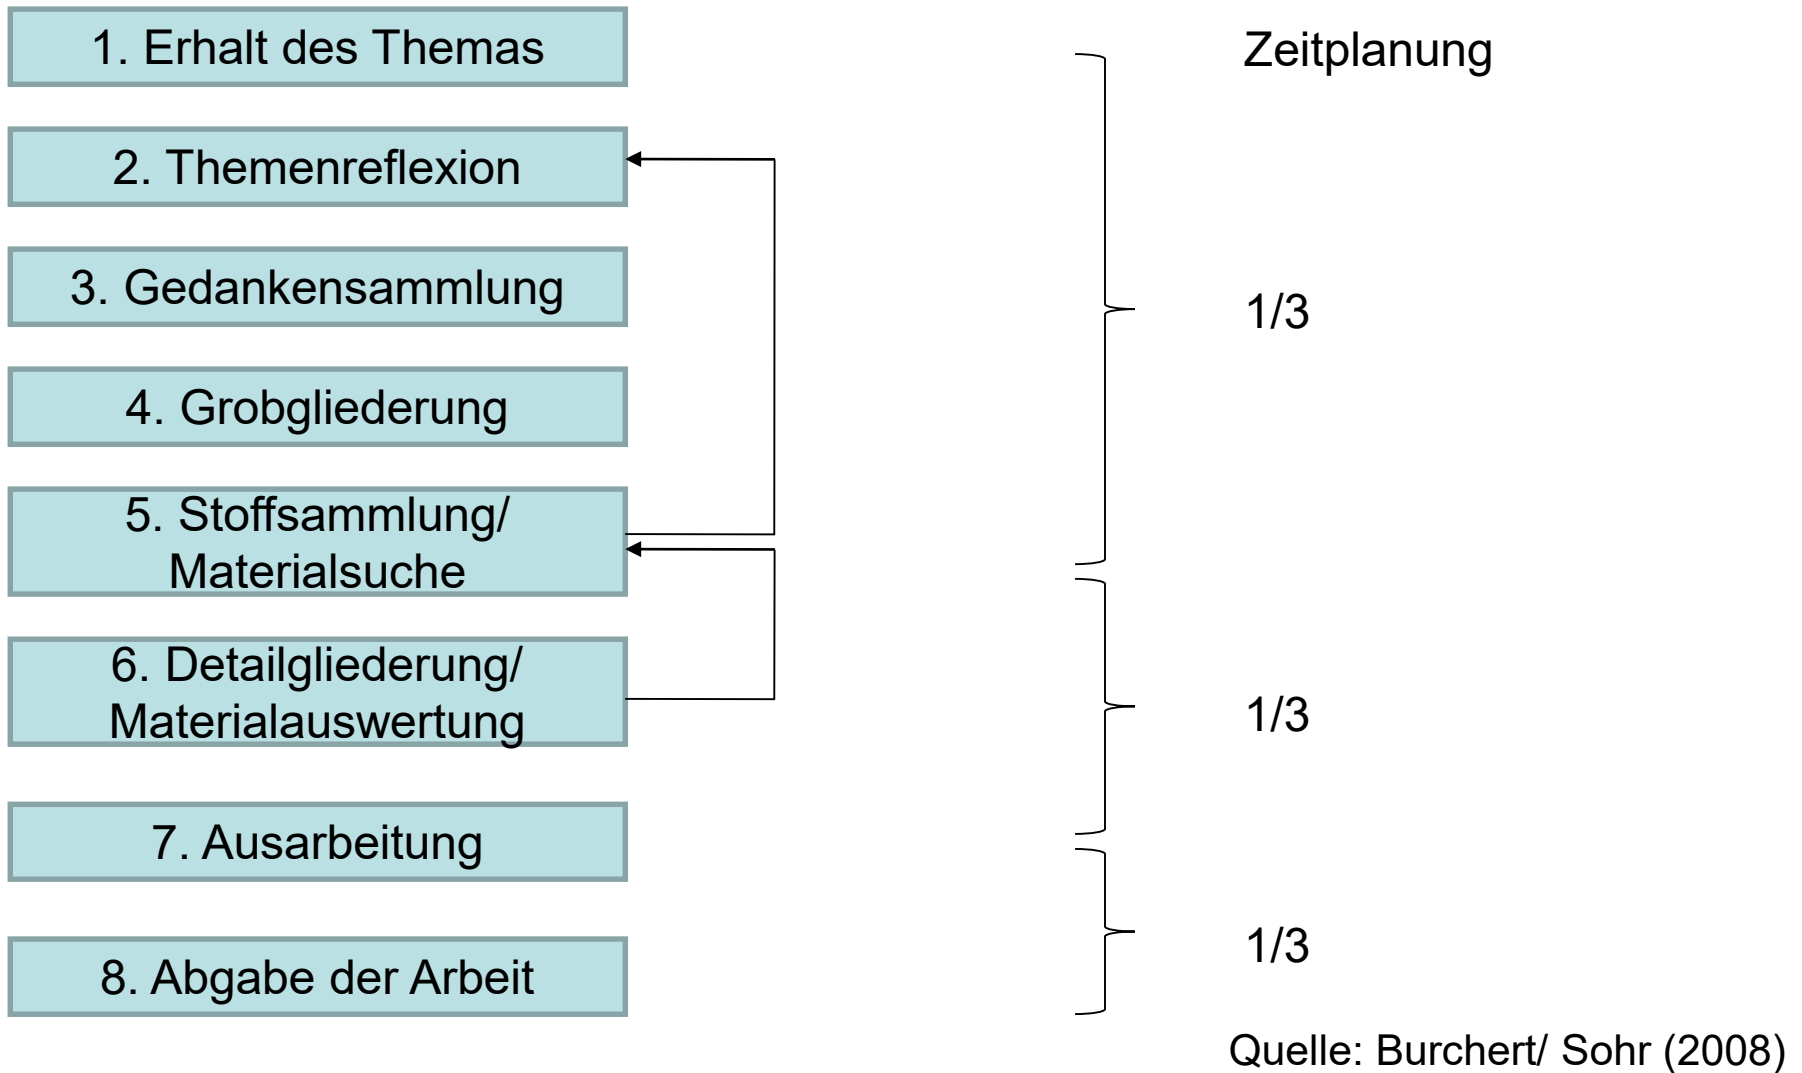 1. Erhalt des Themas
Zeitplanung
2. Themenreflexion
3. Gedankensammlung
1/3
4. Grobgliederung
5. Stoffsammlung/
Materialsuche
6. Detailgliederung/
Materialauswertung
1/3
7. Ausarbeitung
1/3
8. Abgabe der Arbeit
Quelle: Burchert/ Sohr (2008)